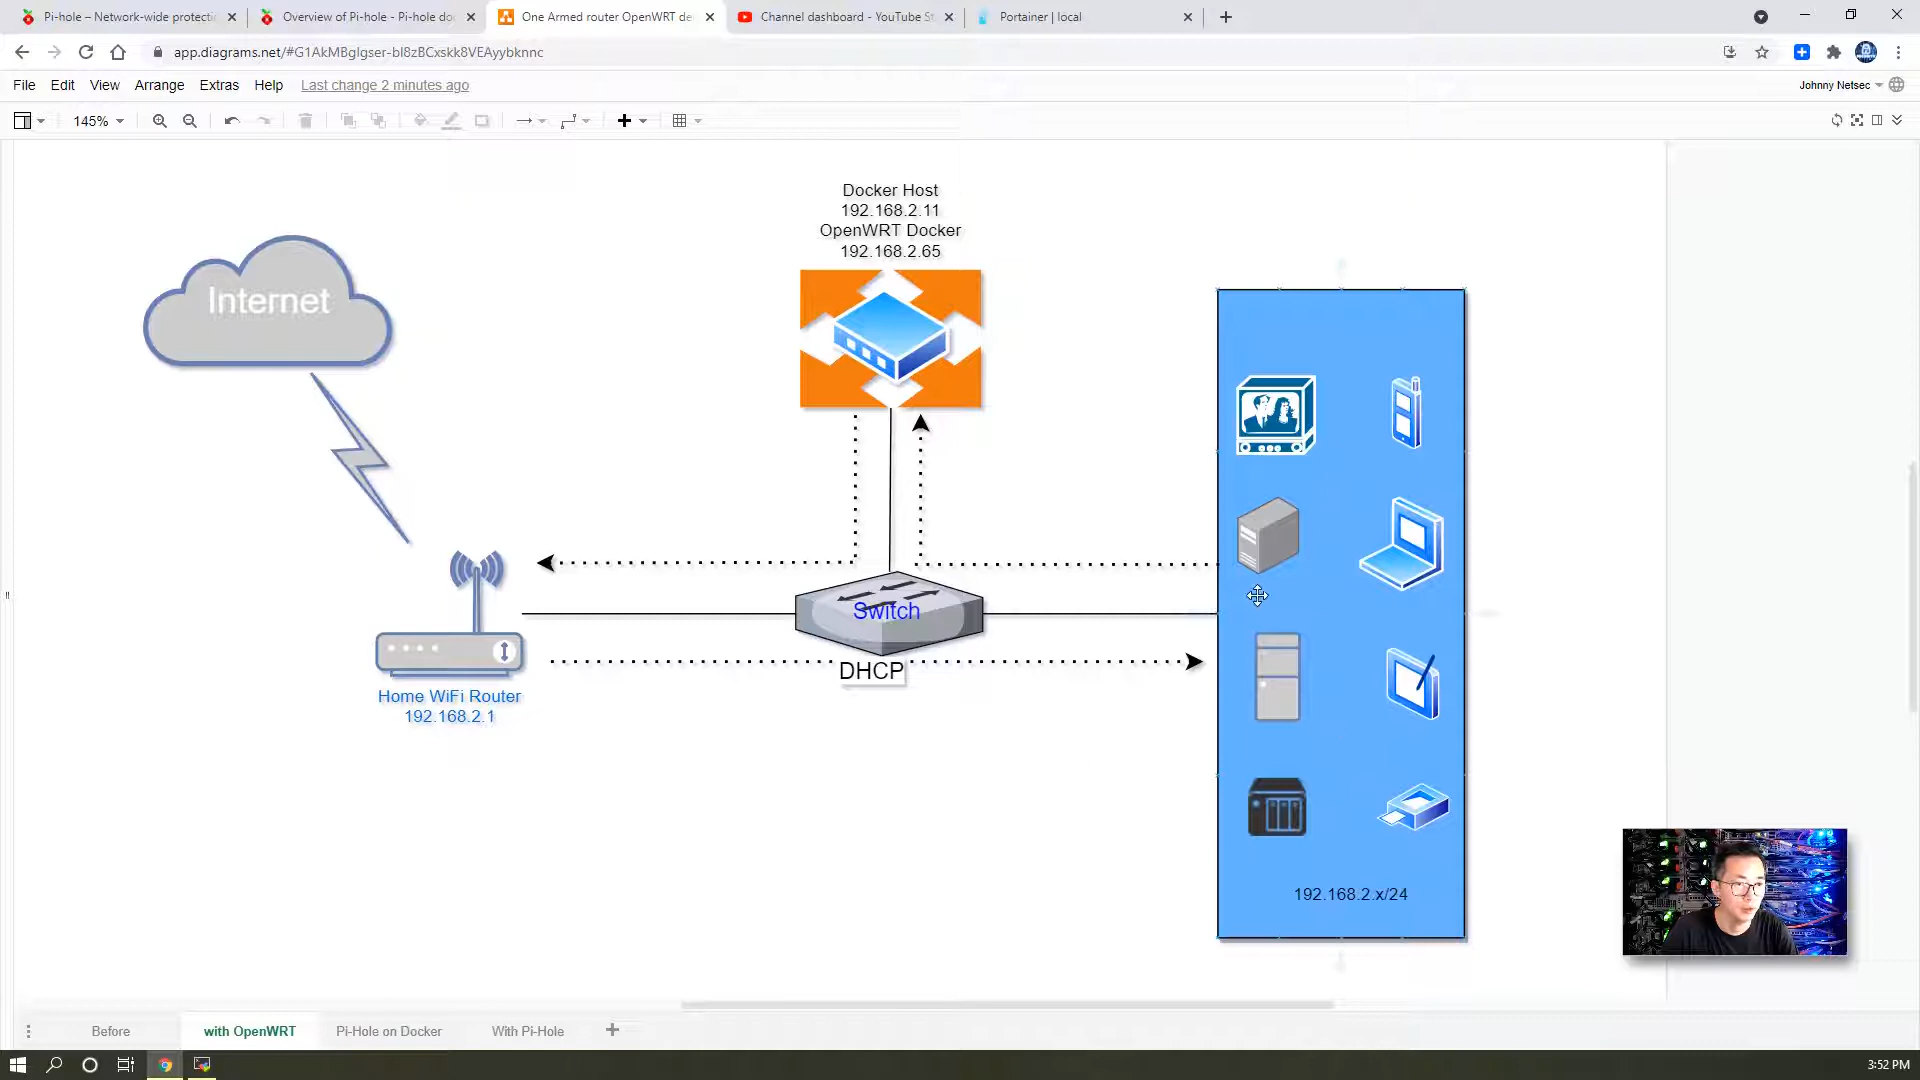 Pi-hole – Network-wide protecti
Overview of Pi-hole - Pi-hole do
One Armed router OpenWRT de
Channel dashboard - YouTube St
Portainer | local
app.diagrams.net/#G1AkMBglgser-bI8zBCxskk8VEAyybknnc
File Edit View Arrange Extras Help Last change 2 minutes ago
Johnny Netsec
145%
Docker Host
192.168.2.11
OpenWRT Docker
192.168.2.65
Internet
Switch
DHCP
Home WiFi Router
192.168.2.1
192.168.2.x/24
Before
with OpenWRT
Pi-Hole on Docker
With Pi-Hole
3:52 PM